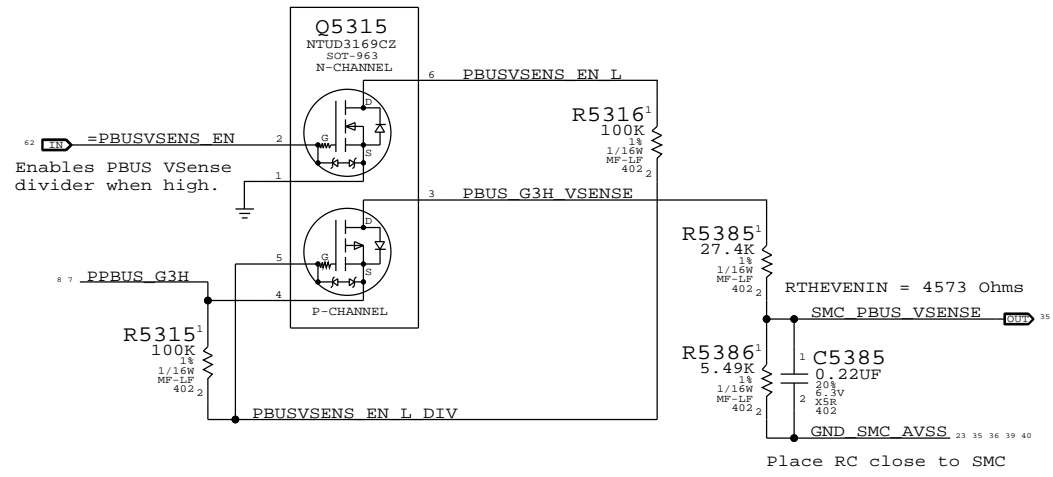 Q5315
NTUD3169CZ
SOT-963
N-CHANNEL
6
PBUSVSENS_EN_L
D
R5316
1
100K
1%
1/16W
MF-LF
402
2
62
IN
=PBUSVSENS_EN
2
G
S
Enables PBUS VSense
divider when high.
1
3
PBUS_G3H_VSENSE
D
R5385
1
27.4K
1%
1/16W
MF-LF
402
2
5
G
S
8 7
PPBUS_G3H
4
P-CHANNEL
RTHEVENIN = 4573 Ohms
SMC_PBUS_VSENSE
OUT
35
R5315
1
100K
1%
1/16W
MF-LF
402
2
R5386
1
5.49K
1%
1/16W
MF-LF
402
2
1
C5385
0.22UF
20%
6.3V
2
X5R
402
PBUSVSENS_EN_L_DIV
GND_SMC_AVSS
23 35 36 39 40
Place RC close to SMC